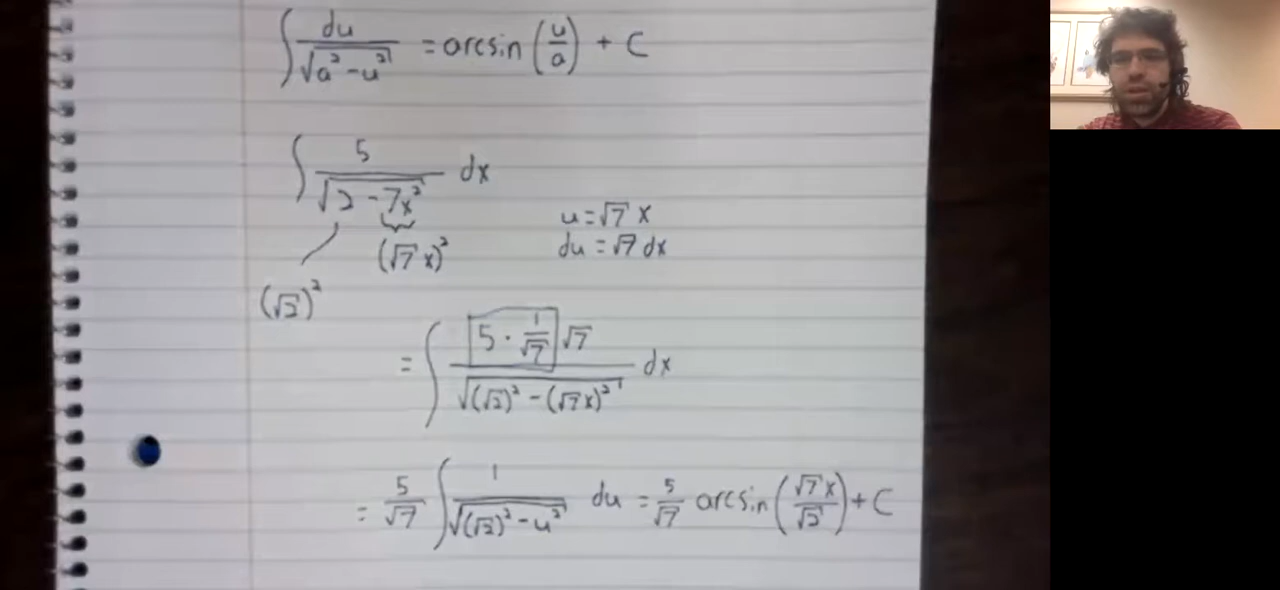 ∫ du/√(a² - u²) = arcsin (u/a) + C
∫ 5/√(2 - 7x²) dx
u = √7 x
(√7 x)²
du = √7 dx
(√2)²
= ∫ (5 · 1/√7 √7)/√((√2)² - (√7x)²) dx
= 5/√7 ∫ 1/√((√2)² - u²) du = 5/√7 arcsin (√7 x/√2) + C